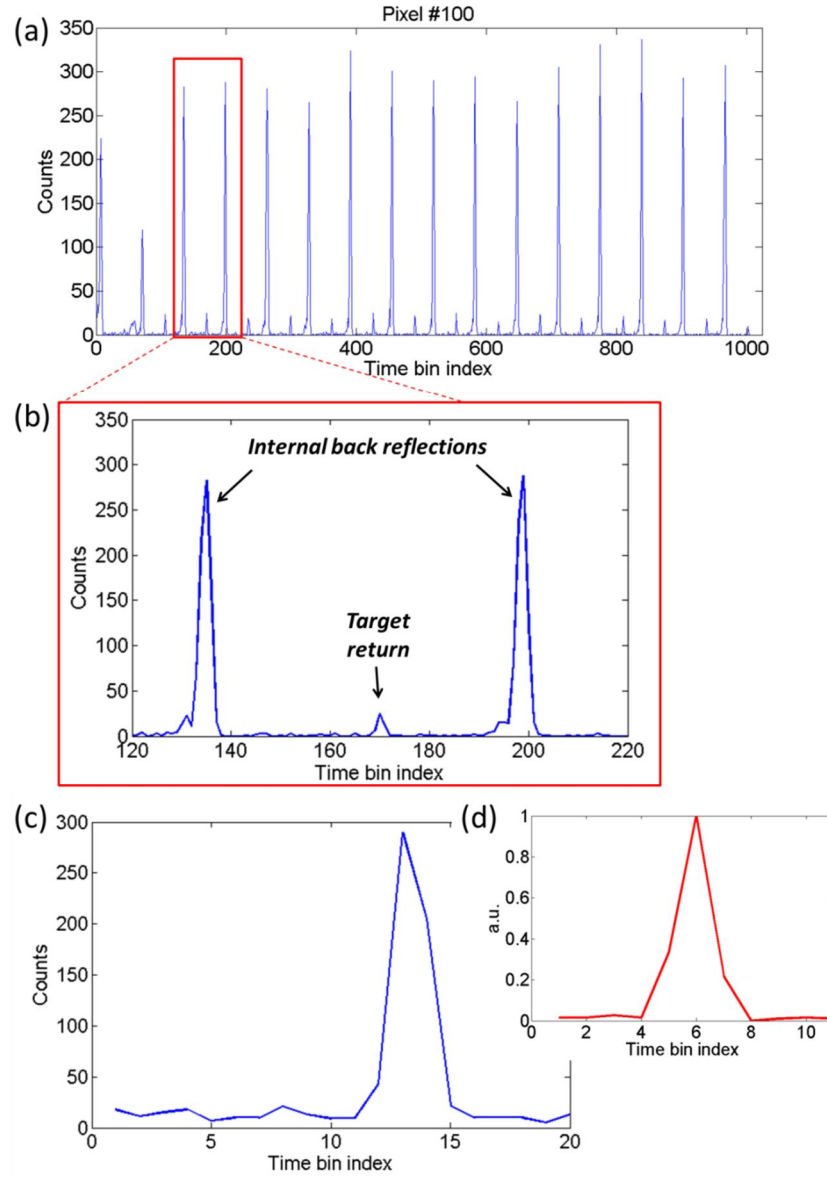 (a)
Pixel #100
350
300
250
200
150
100
50
0
Counts
0 200 400 600 800 1000
Time bin index
(b)
350
300
250
200
150
100
50
0
Counts
Internal back reflections
Target
return
120 140 160 180 200 220
Time bin index
(c)
300
250
200
150
100
50
0
Counts
0 5 10 15 20
Time bin index
(d)
1
0.8
0.6
0.4
0.2
0
a.u.
0 2 4 6 8 10
Time bin index